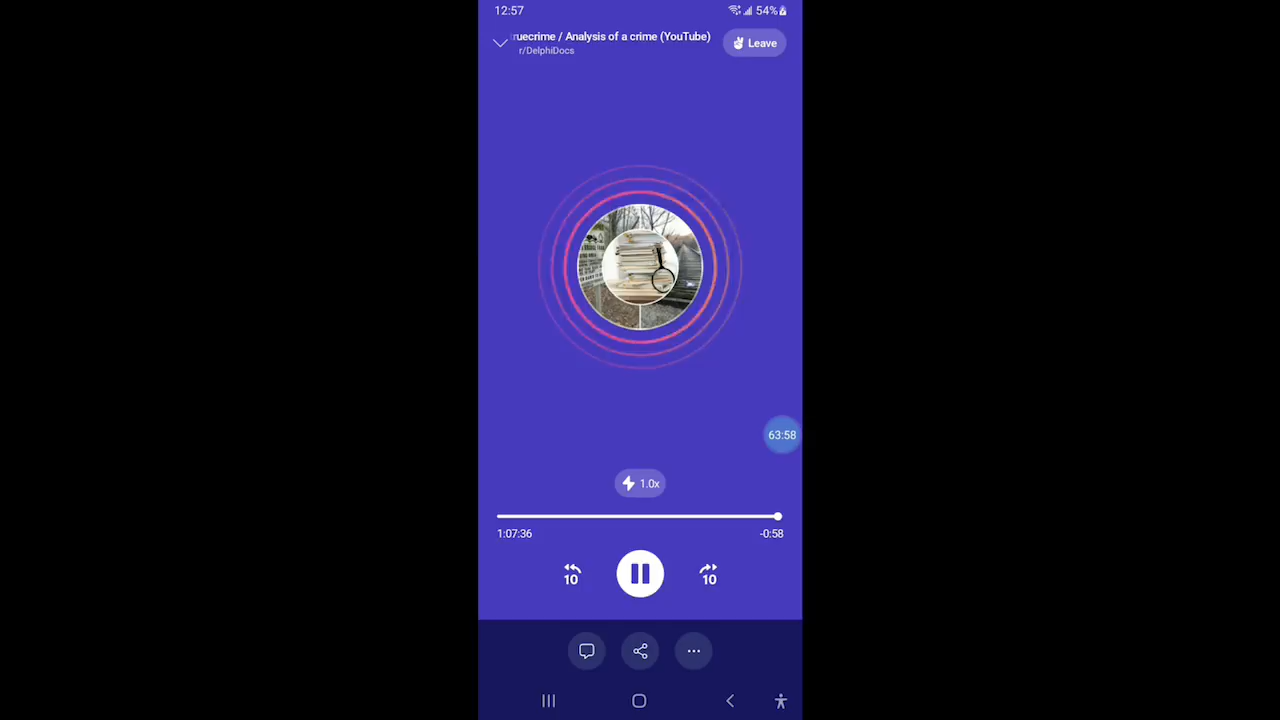 12:57
54%
ruecrime / Analysis of a crime (YouTube)
r/DelphiDocs
Leave
63:58
1.0x
1:07:36
-0:58
10
10